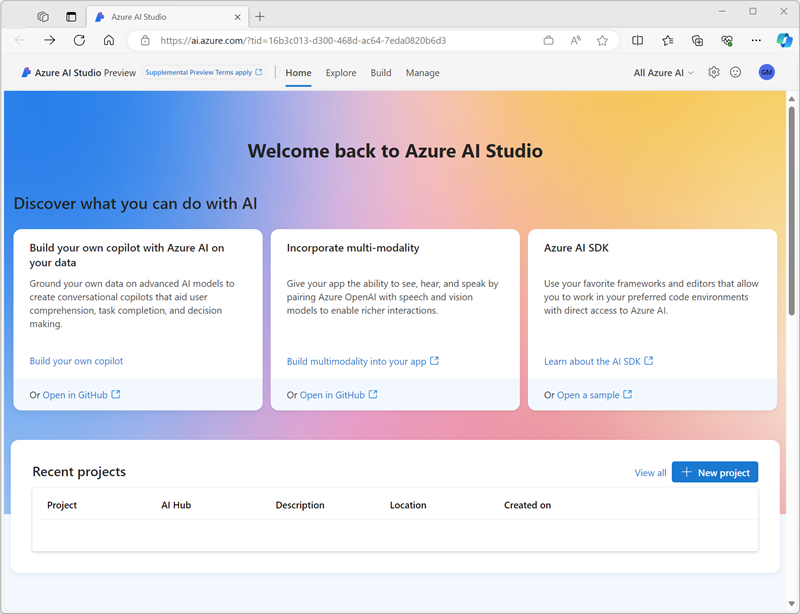 Azure AI Studio
https://ai.azure.com/?tid=16b3c013-d300-468d-ac64-7eda0820b6d3
Azure AI Studio Preview Supplemental Preview Terms apply Home Explore Build Manage All Azure AI GM
Welcome back to Azure AI Studio
Discover what you can do with AI
Build your own copilot with Azure AI on
your data
Ground your own data on advanced AI models to
create conversational copilots that aid user
comprehension, task completion, and decision
making.
Build your own copilot
Or Open in GitHub
Incorporate multi-modality
Give your app the ability to see, hear, and speak by
pairing Azure OpenAI with speech and vision
models to enable richer interactions.
Build multimodality into your app
Or Open in GitHub
Azure AI SDK
Use your favorite frameworks and editors that allow
you to work in your preferred code environments
with direct access to Azure AI.
Learn about the AI SDK
Or Open a sample
Recent projects View all New project
Project AI Hub Description Location Created on